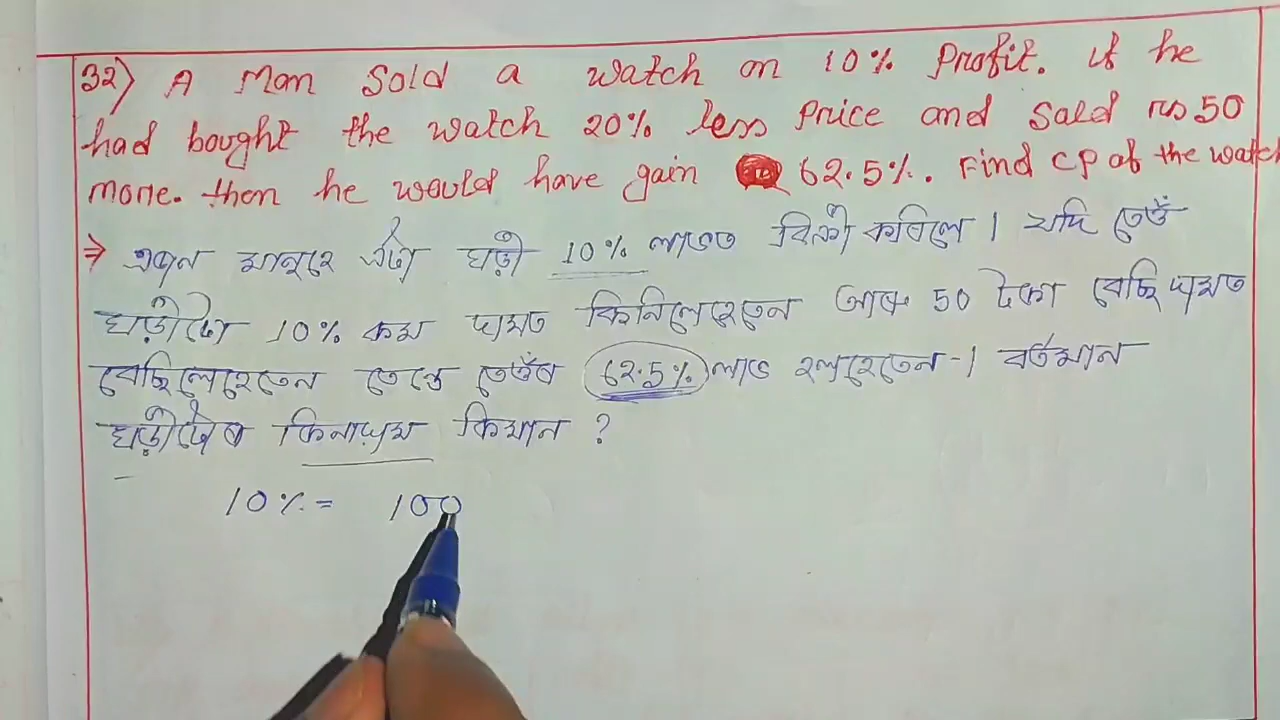 32) A Man Sold a watch on 10% Profit. if he
had bought the watch 20% less Price and Sold rs 50
more. then he would have gain 62.5%. Find CP of the watch
⇒ এজন মানুহে এটা ঘড়ী 10% লাভত বিক্ৰী কৰিলে । যদি তেওঁ
ঘড়ীটো 10% কম দামত কিনিলেহেতেন আৰু 50 টকা বেছি দামত
বেছিলেহেতেন তেন্তে তেওঁৰ 62.5% লাভ হলহেতেন । বৰ্তমান
ঘড়ীটোৰ কিনাদাম কিমান ?
10% = 100